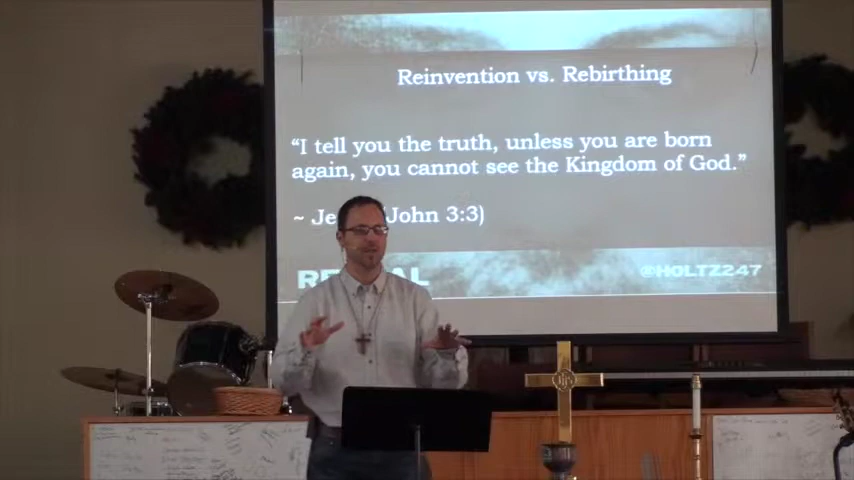 Reinvention vs. Rebirthing
“I tell you the truth, unless you are born
again, you cannot see the Kingdom of God.”
~ (John 3:3)
@HOLTZ247